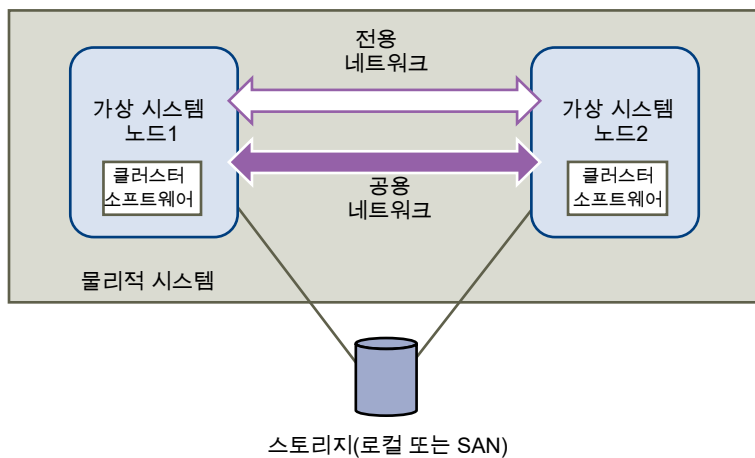 전용
네트워크
가상 시스템
노드1
가상 시스템
노드2
클러스터
소프트웨어
클러스터
소프트웨어
공용
네트워크
물리적 시스템
스토리지(로컬 또는 SAN)